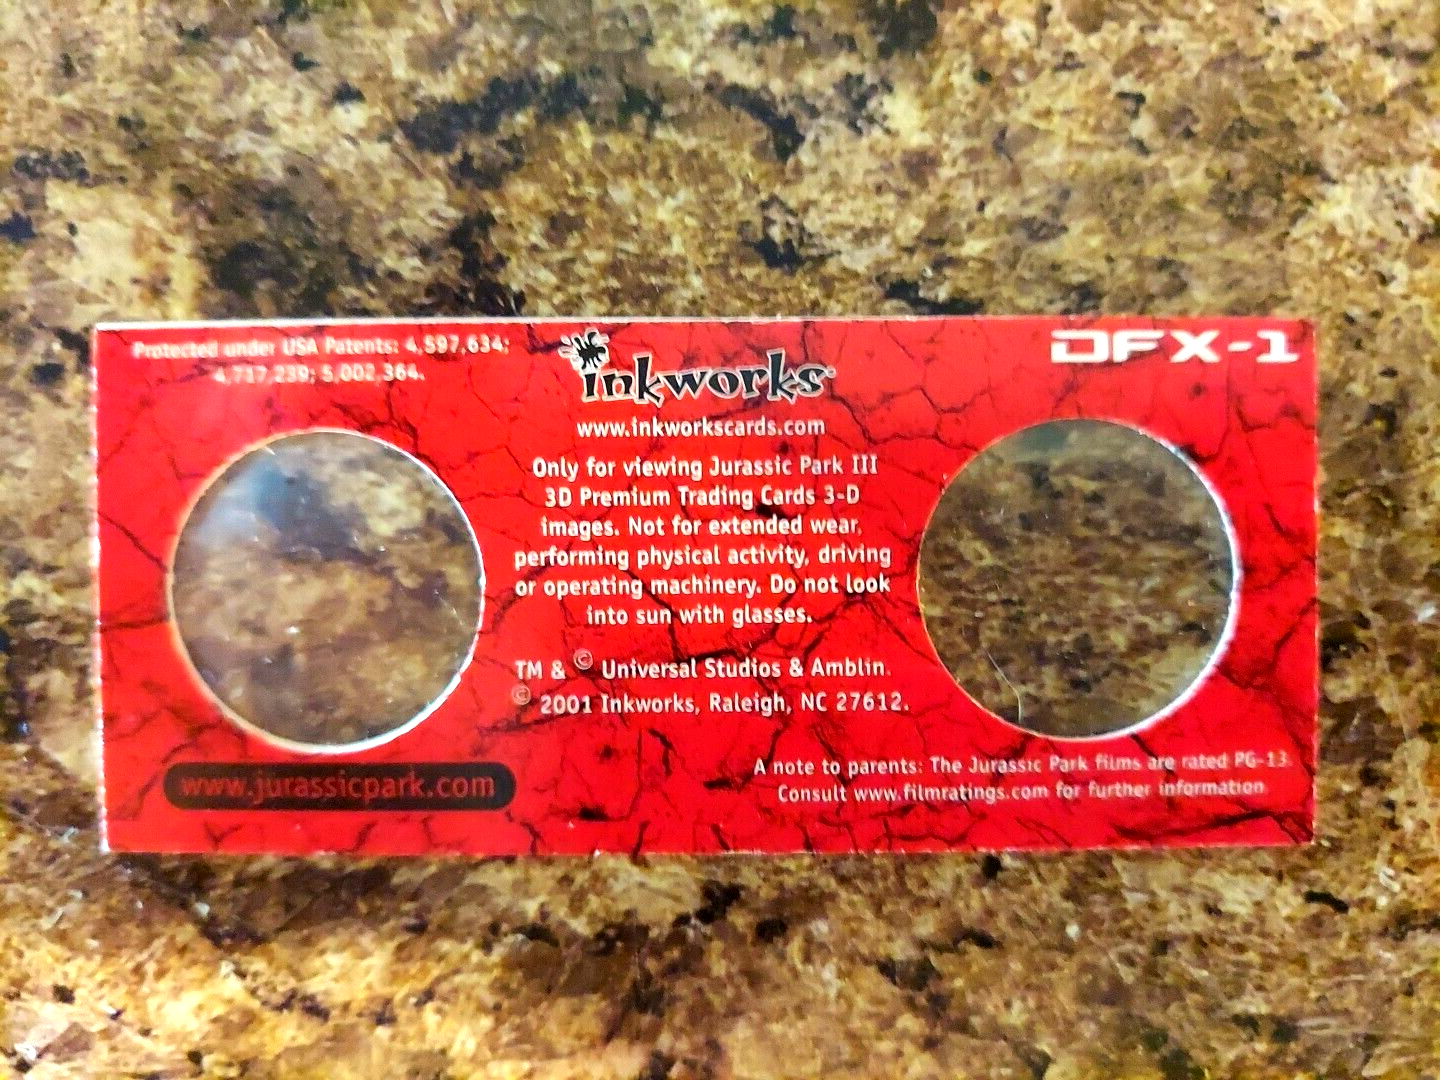 Protected under USA Patents: 4,597,634;
4,717,239; 5,002,364.
inkworks
DFX-1
www.inkworkscards.com
Only for viewing Jurassic Park III
3D Premium Trading Cards 3-D
images. Not for extended wear,
performing physical activity, driving
or operating machinery. Do not look
into sun with glasses.
TM & © Universal Studios & Amblin.
© 2001 Inkworks, Raleigh, NC 27612.
www.jurassicpark.com
A note to parents: The Jurassic Park films are rated PG-13.
Consult www.filmratings.com for further information